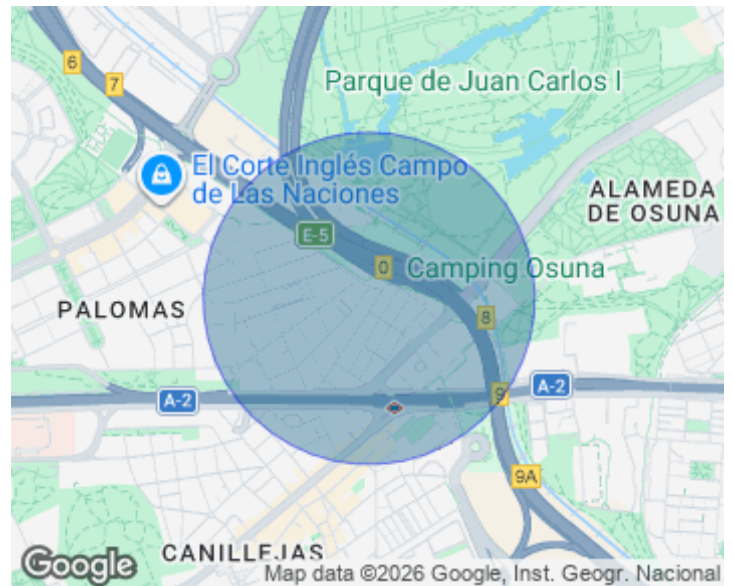 6
7
Parque de Juan Carlos I
El Corte Inglés Campo
de Las Naciones
ALAMEDA
DE OSUNA
E-5
0
Camping Osuna
PALOMAS
8
A-2
9
A-2
9A
CANILLEJAS
Google
Map data ©2026 Google, Inst. Geogr. Nacional